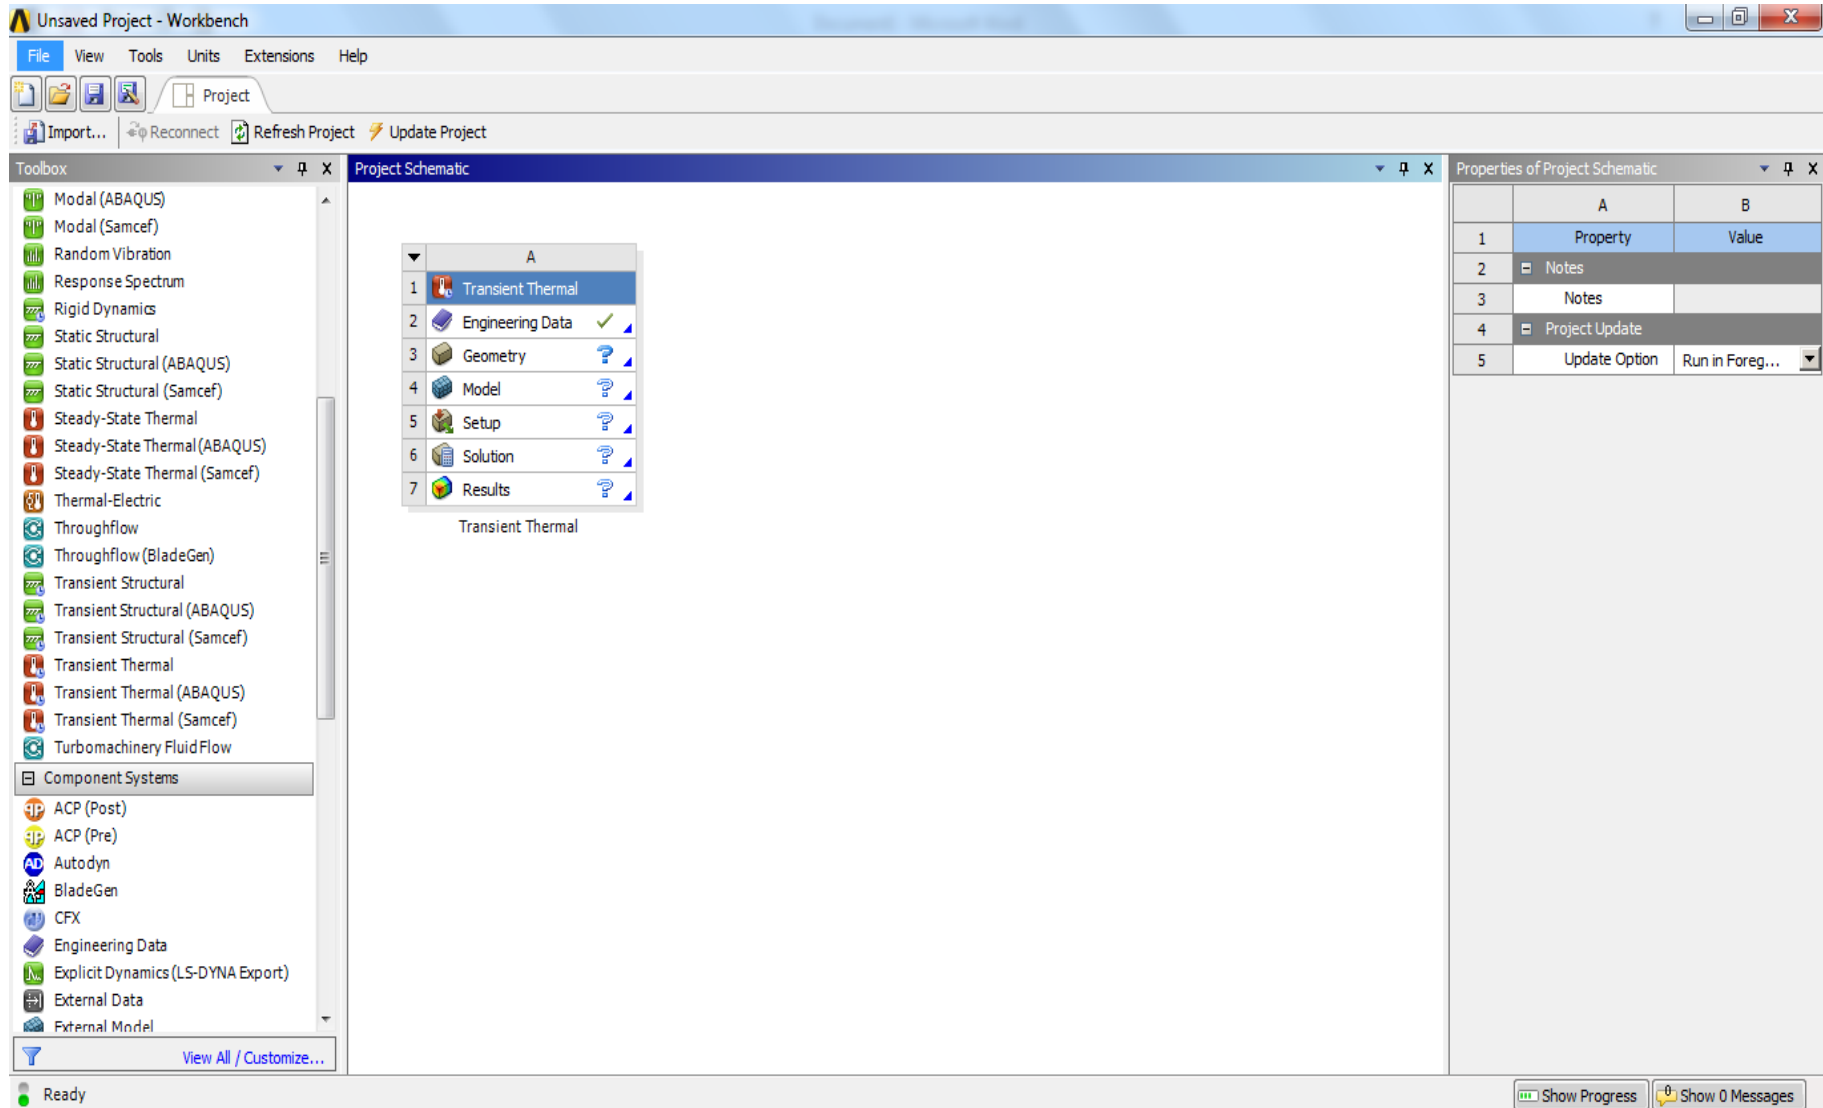 Unsaved Project - Workbench
File View Tools Units Extensions Help
Project
Import... Reconnect Refresh Project Update Project
Toolbox
Modal (ABAQUS)
Modal (Samcef)
Random Vibration
Response Spectrum
Rigid Dynamics
Static Structural
Static Structural (ABAQUS)
Static Structural (Samcef)
Steady-State Thermal
Steady-State Thermal (ABAQUS)
Steady-State Thermal (Samcef)
Thermal-Electric
Throughflow
Throughflow (BladeGen)
Transient Structural
Transient Structural (ABAQUS)
Transient Structural (Samcef)
Transient Thermal
Transient Thermal (ABAQUS)
Transient Thermal (Samcef)
Turbomachinery Fluid Flow
Component Systems
ACP (Post)
ACP (Pre)
Autodyn
BladeGen
CFX
Engineering Data
Explicit Dynamics (LS-DYNA Export)
External Data
External Model
View All / Customize...
Project Schematic
A
1 Transient Thermal
2 Engineering Data
3 Geometry ?
4 Model ?
5 Setup ?
6 Solution ?
7 Results ?
Transient Thermal
Properties of Project Schematic
A B
1 Property Value
2 Notes
3 Notes
4 Project Update
5 Update Option Run in Foreg...
Ready
Show Progress Show 0 Messages